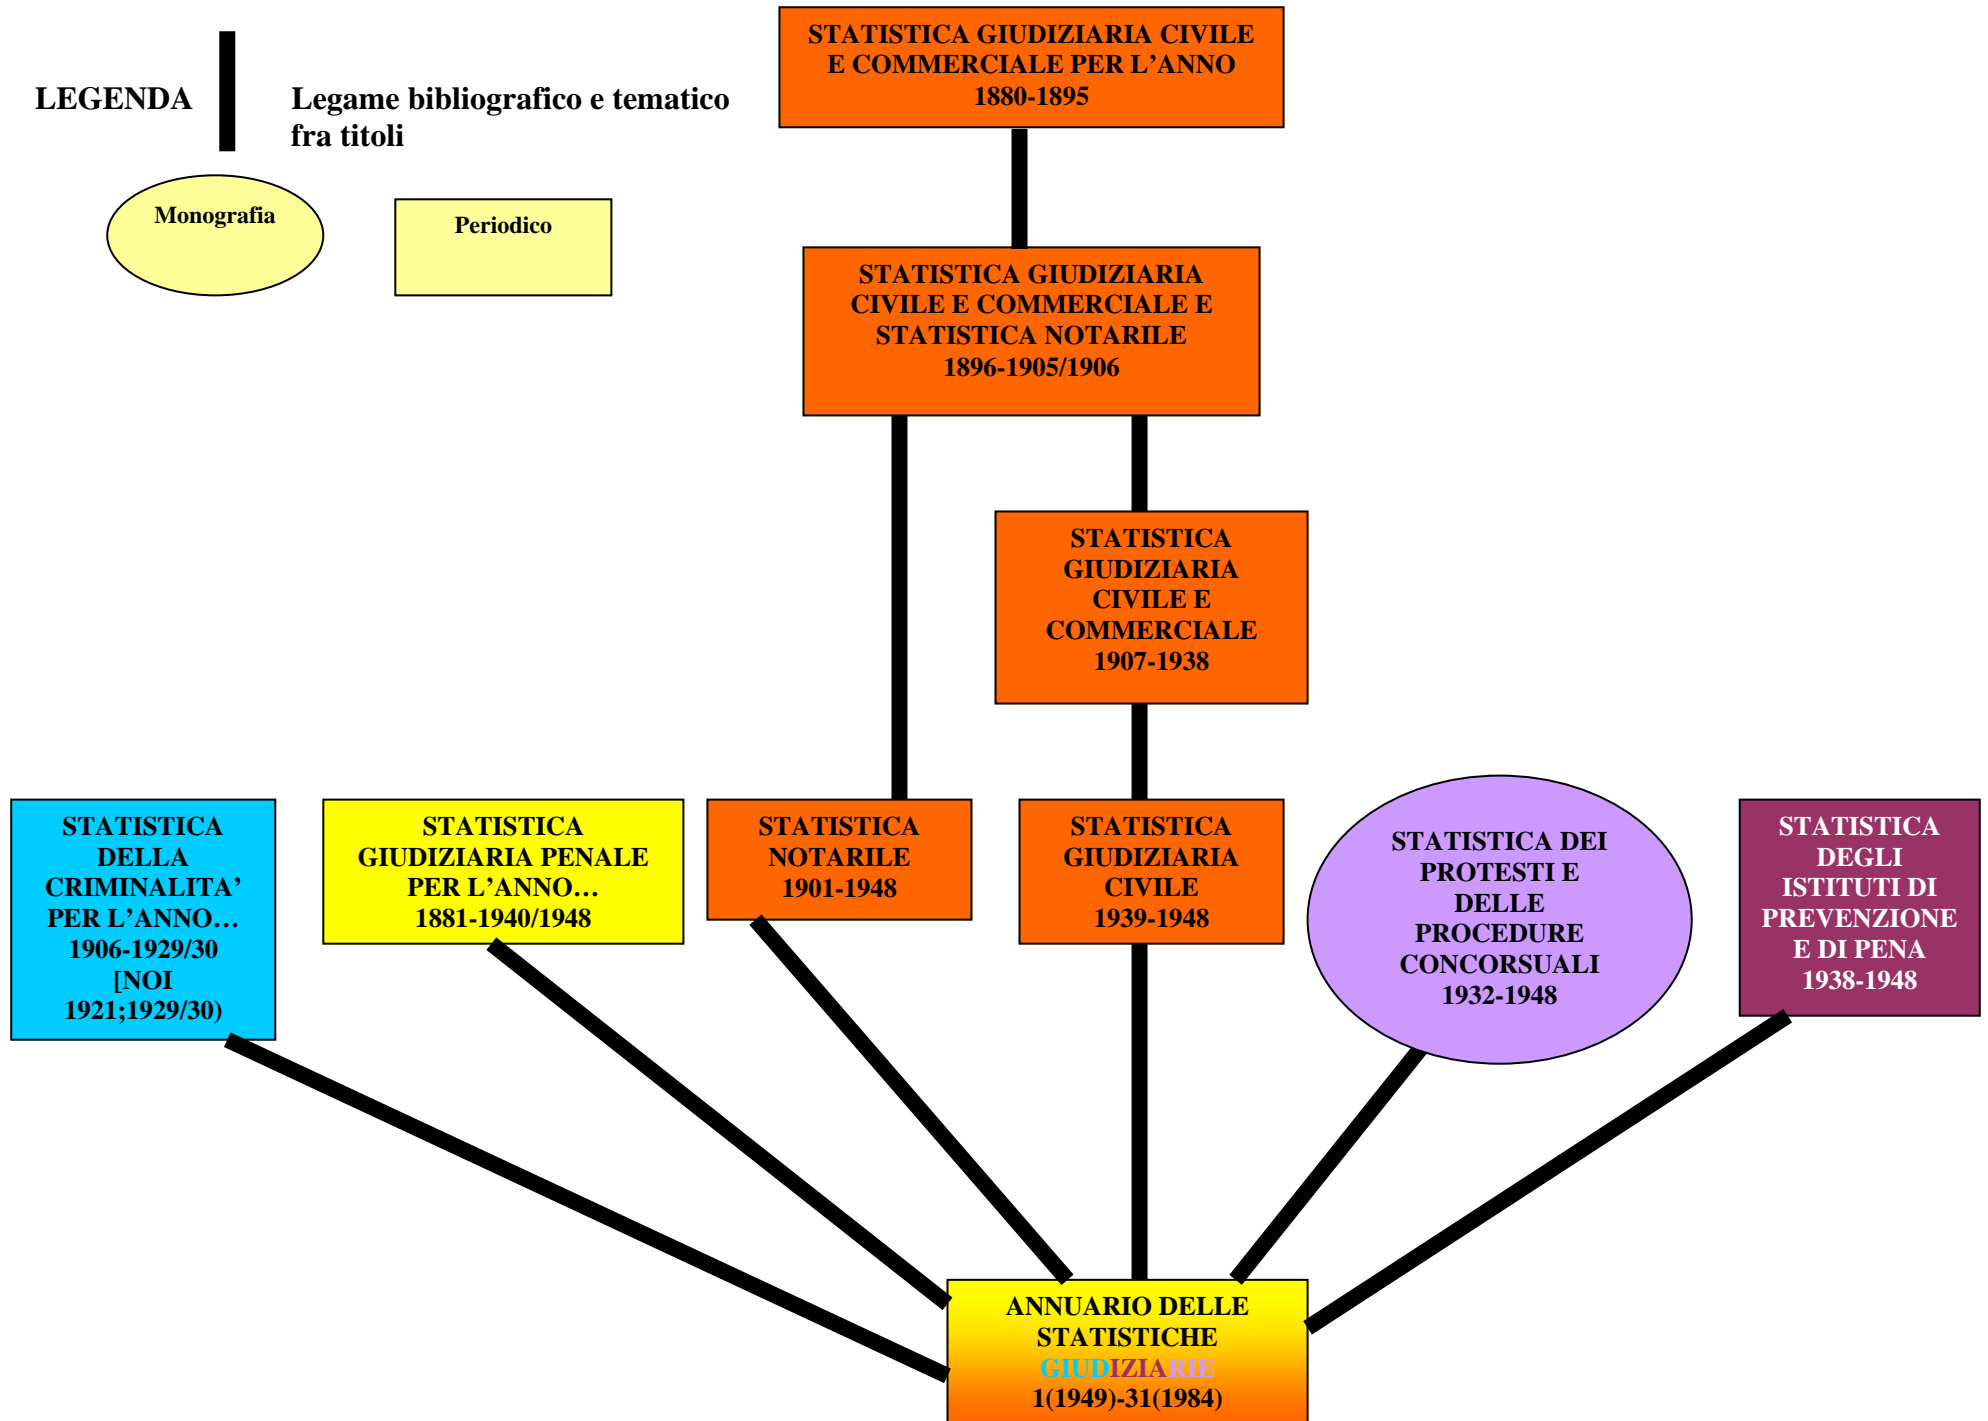 LEGENDA
Legame bibliografico e tematico
fra titoli
Monografia
Periodico
STATISTICA GIUDIZIARIA CIVILE
E COMMERCIALE PER L’ANNO
1880-1895
STATISTICA GIUDIZIARIA
CIVILE E COMMERCIALE E
STATISTICA NOTARILE
1896-1905/1906
STATISTICA
GIUDIZIARIA
CIVILE E
COMMERCIALE
1907-1938
STATISTICA
DELLA
CRIMINALITA’
PER L’ANNO…
1906-1929/30
[NOI
1921;1929/30)
STATISTICA
GIUDIZIARIA PENALE
PER L’ANNO…
1881-1940/1948
STATISTICA
NOTARILE
1901-1948
STATISTICA
GIUDIZIARIA
CIVILE
1939-1948
STATISTICA DEI
PROTESTI E
DELLE
PROCEDURE
CONCORSUALI
1932-1948
STATISTICA
DEGLI
ISTITUTI DI
PREVENZIONE
E DI PENA
1938-1948
ANNUARIO DELLE
STATISTICHE
GIUDIZIARIE
1(1949)-31(1984)